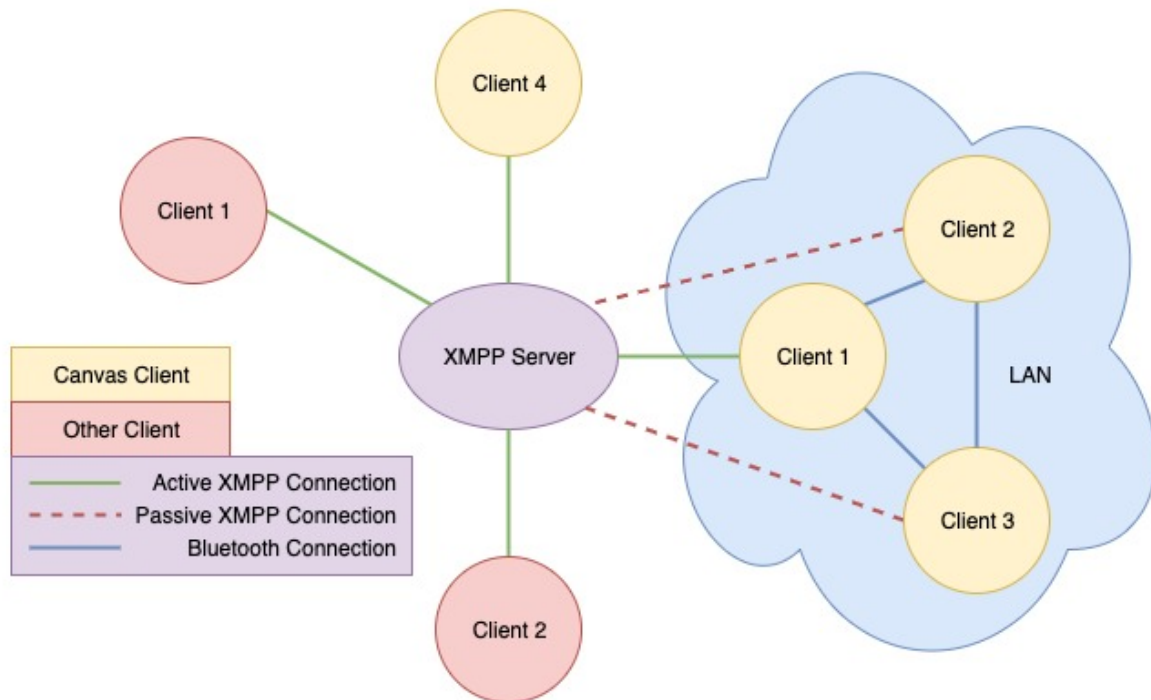 Client 4
Client 1
Client 2
XMPP Server
Client 1
LAN
Canvas Client
Other Client
Active XMPP Connection
Passive XMPP Connection
Bluetooth Connection
Client 3
Client 2